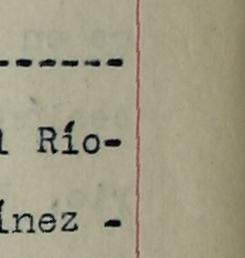 ------
l Río-
ínez -